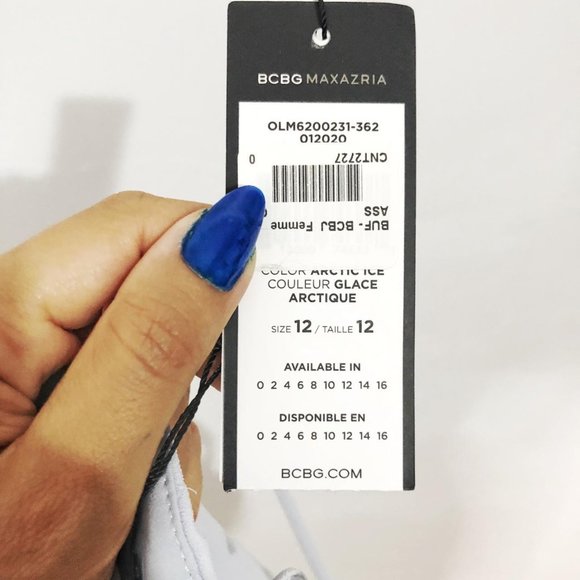 BCBG MAXAZRIA
OLM6200231-362
012020
0
CNT2727
BUF- BCBJ Femme
ASS
COLOR ARCTIC ICE
COULEUR GLACE
ARCTIQUE
SIZE 12 / TAILLE 12
AVAILABLE IN
0 2 4 6 8 10 12 14 16
DISPONIBLE EN
0 2 4 6 8 10 12 14 16
BCBG.COM